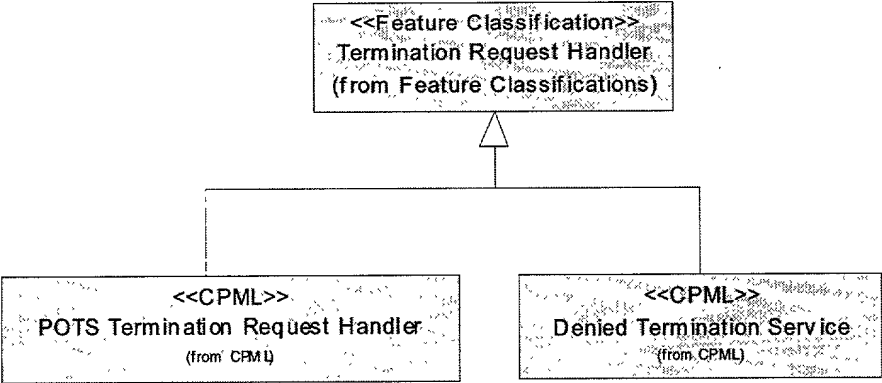 <<Feature Classification>>
Termination Request Handler
(from Feature Classifications)
<<CPML>>
POTS Termination Request Handler
(from CPML)
<<CPML>>
Denied Termination Service
(from CPML)